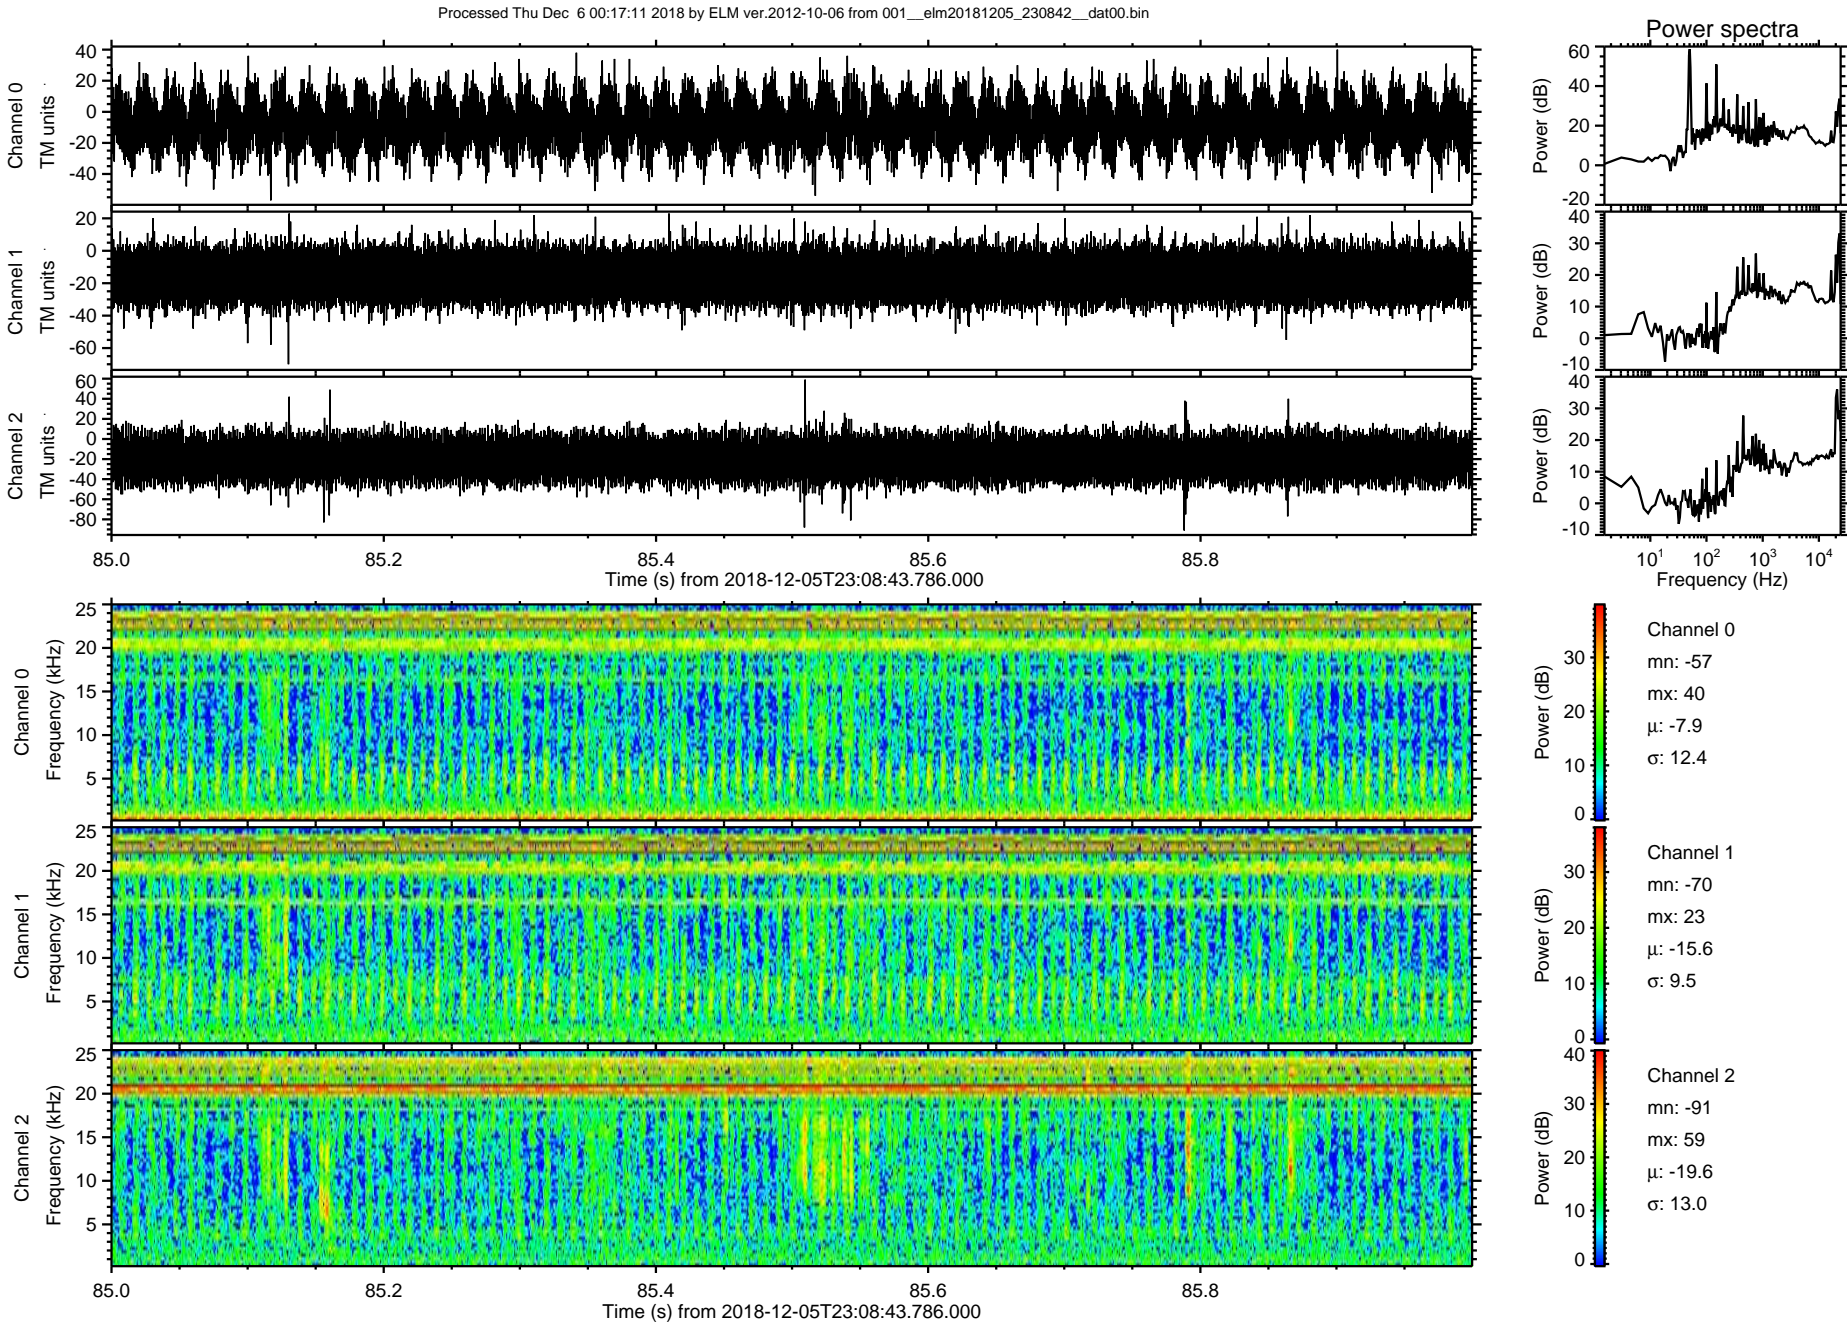 Processed Thu Dec  6 00:17:11 2018 by ELM ver.2012-10-06 from 001__elm20181205_230842__dat00.bin
Power spectra
Channel 0
TM units
40
20
0
-20
-40
Power (dB)
60
40
20
0
-20
Channel 1
TM units
20
0
-20
-40
-60
Power (dB)
40
30
20
10
0
-10
Channel 2
TM units
60
40
20
0
-20
-40
-60
-80
Power (dB)
40
30
20
10
0
-10
85.0 85.2 85.4 85.6 85.8
Time (s) from 2018-12-05T23:08:43.786.000
10¹ 10² 10³ 10⁴
Frequency (Hz)
Channel 0
Frequency (kHz)
25
20
15
10
5
Power (dB)
30
20
10
0
Channel 0
mn: -57
mx: 40
μ: -7.9
σ: 12.4
Channel 1
Frequency (kHz)
25
20
15
10
5
Power (dB)
30
20
10
0
Channel 1
mn: -70
mx: 23
μ: -15.6
σ: 9.5
Channel 2
Frequency (kHz)
25
20
15
10
5
Power (dB)
40
30
20
10
0
Channel 2
mn: -91
mx: 59
μ: -19.6
σ: 13.0
85.0 85.2 85.4 85.6 85.8
Time (s) from 2018-12-05T23:08:43.786.000